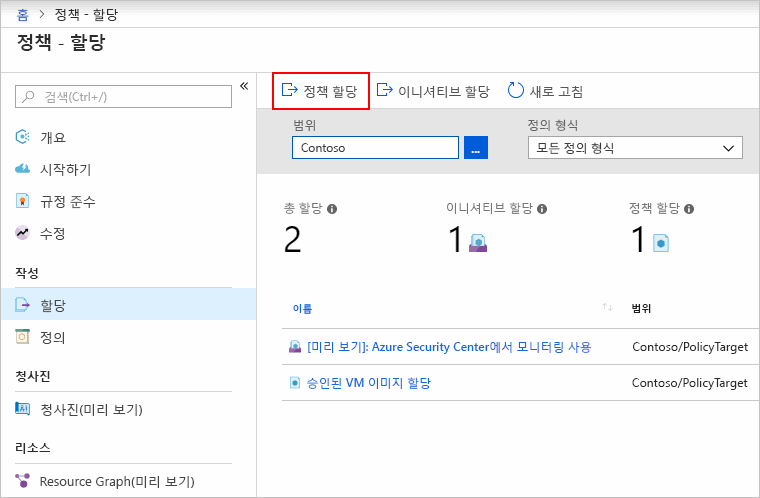 홈 > 정책 - 할당
정책 - 할당
검색(Ctrl+/)
«
개요
시작하기
규정 준수
수정
작성
할당
정의
청사진
청사진(미리 보기)
리소스
Resource Graph(미리 보기)
정책 할당 이니셔티브 할당 새로 고침
범위 정의 형식
Contoso ... 모든 정의 형식
총 할당 이니셔티브 할당 정책 할당
2 1 1
이름 ↑↓ 범위
[미리 보기]: Azure Security Center에서 모니터링 사용 Contoso/PolicyTarget
승인된 VM 이미지 할당 Contoso/PolicyTarget